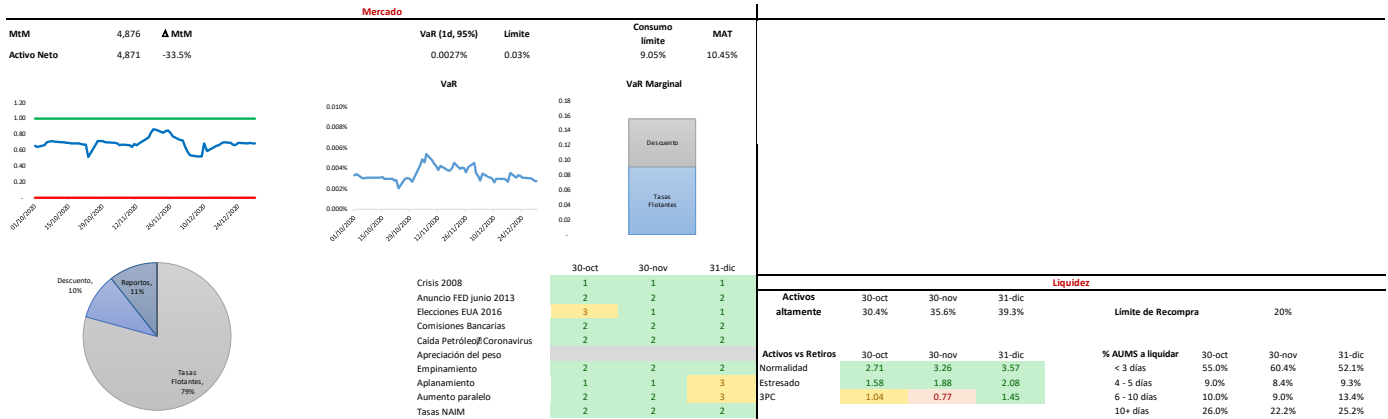 Mercado
MtM 4,876 Δ MtM VaR (1d, 95%) Límite Consumo límite MAT
Activo Neto 4,871 -33.5% 0.0027% 0.03% 9.05% 10.45%
VaR
VaR Marginal
1.20
1.00
0.80
0.60
0.40
0.20
-
01/10/2020 15/10/2020 29/10/2020 12/11/2020 26/11/2020 10/12/2020 24/12/2020
0.010%
0.008%
0.006%
0.004%
0.002%
0.000%
01/10/2020 15/10/2020 29/10/2020 12/11/2020 26/11/2020 10/12/2020 24/12/2020
0.18
0.16
0.14
0.12
0.10
0.08
0.06
0.04
0.02
-
Descuento
Tasas
Flotantes
Descuento,
10%
Reportos,
11%
Tasas
Flotantes,
79%
30-oct 30-nov 31-dic
Crisis 2008 1 1 1
Anuncio FED junio 2013 2 2 2
Elecciones EUA 2016 3 1 1
Comisiones Bancarias 2 2 2
Caída Petróleo/Coronavirus 2 2 2
Apreciación del peso
Empinamiento 2 2 2
Aplanamiento 1 1 3
Aumento paralelo 2 2 3
Tasas NAIM 2 2 2
Liquidez
Activos 30-oct 30-nov 31-dic
altamente 30.4% 35.6% 39.3% Límite de Recompra 20%
Activos vs Retiros 30-oct 30-nov 31-dic % AUMS a liquidar 30-oct 30-nov 31-dic
Normalidad 2.71 3.26 3.57 < 3 días 55.0% 60.4% 52.1%
Estresado 1.58 1.88 2.08 4 - 5 días 9.0% 8.4% 9.3%
3PC 1.04 0.77 1.45 6 - 10 días 10.0% 9.0% 13.4%
10+ días 26.0% 22.2% 25.2%